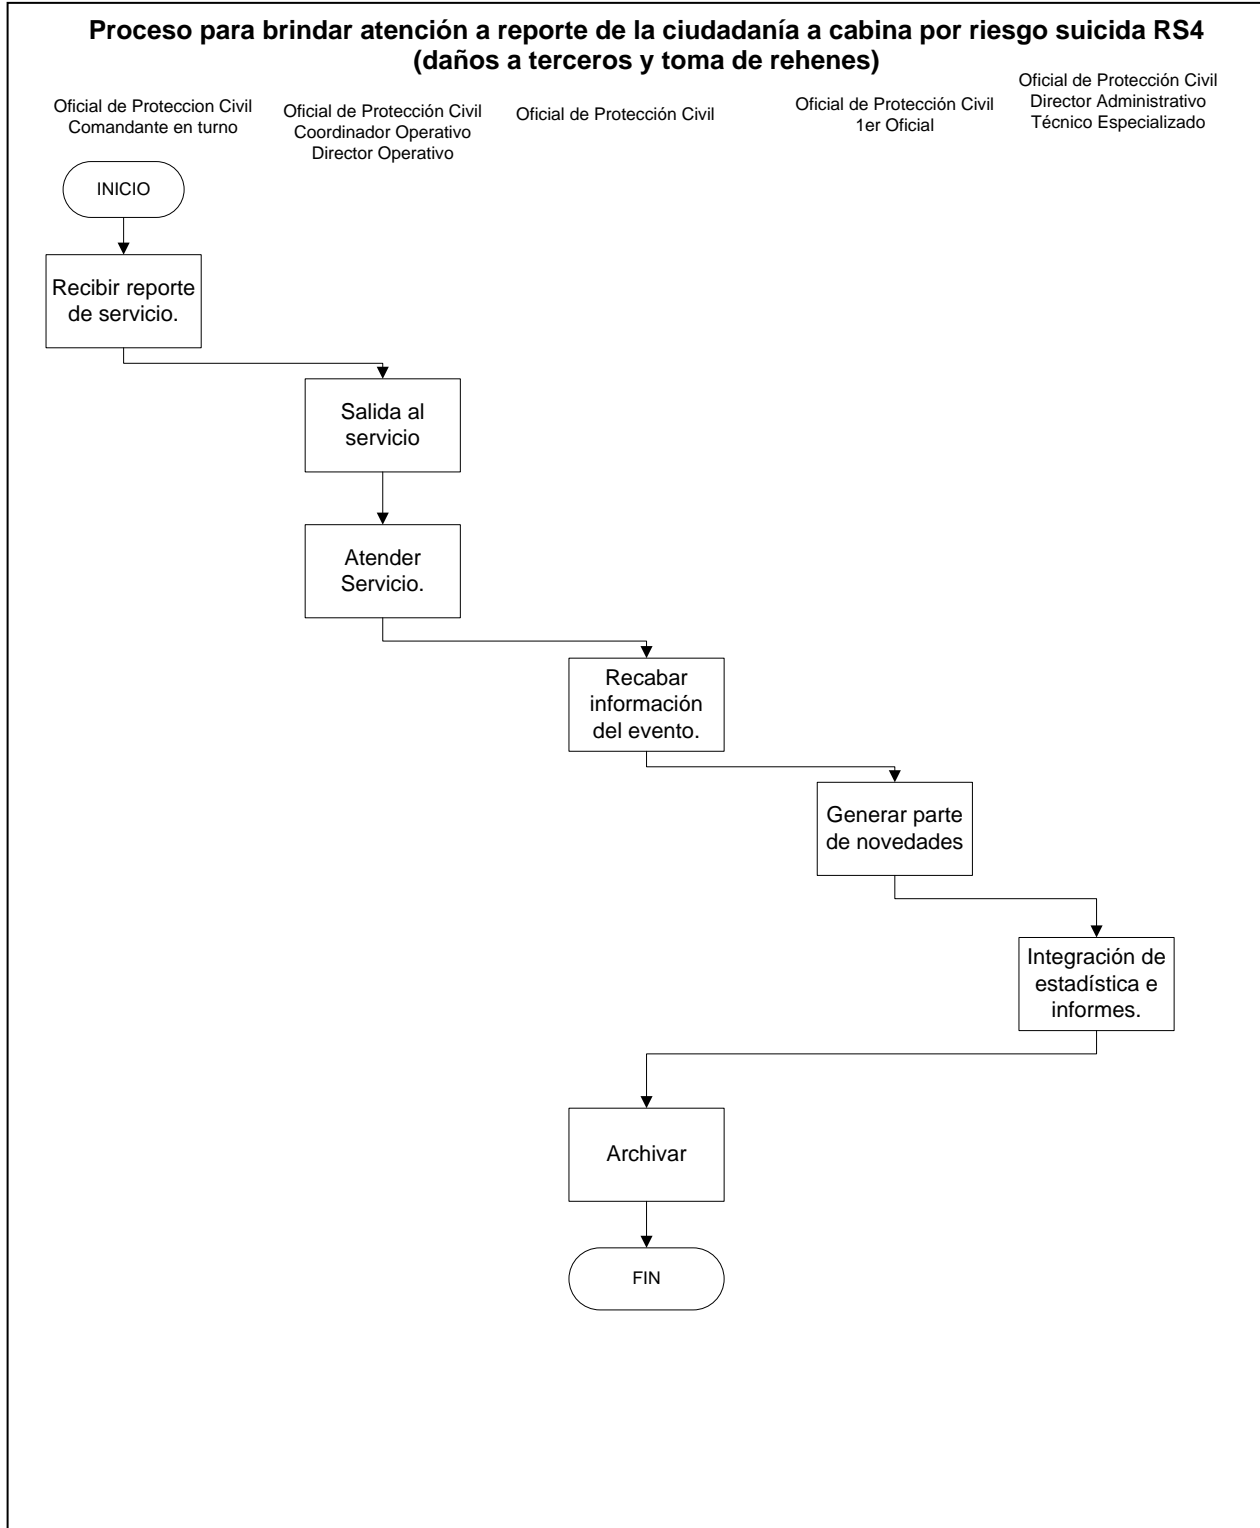 Proceso para brindar atención a reporte de la ciudadanía a cabina por riesgo suicida RS4
(daños a terceros y toma de rehenes)
Oficial de Proteccion Civil
Comandante en turno
Oficial de Protección Civil
Coordinador Operativo
Director Operativo
Oficial de Protección Civil
Oficial de Protección Civil
1er Oficial
Oficial de Protección Civil
Director Administrativo
Técnico Especializado
INICIO
Recibir reporte
de servicio.
Salida al
servicio
Atender
Servicio.
Recabar
información
del evento.
Generar parte
de novedades
Integración de
estadística e
informes.
Archivar
FIN